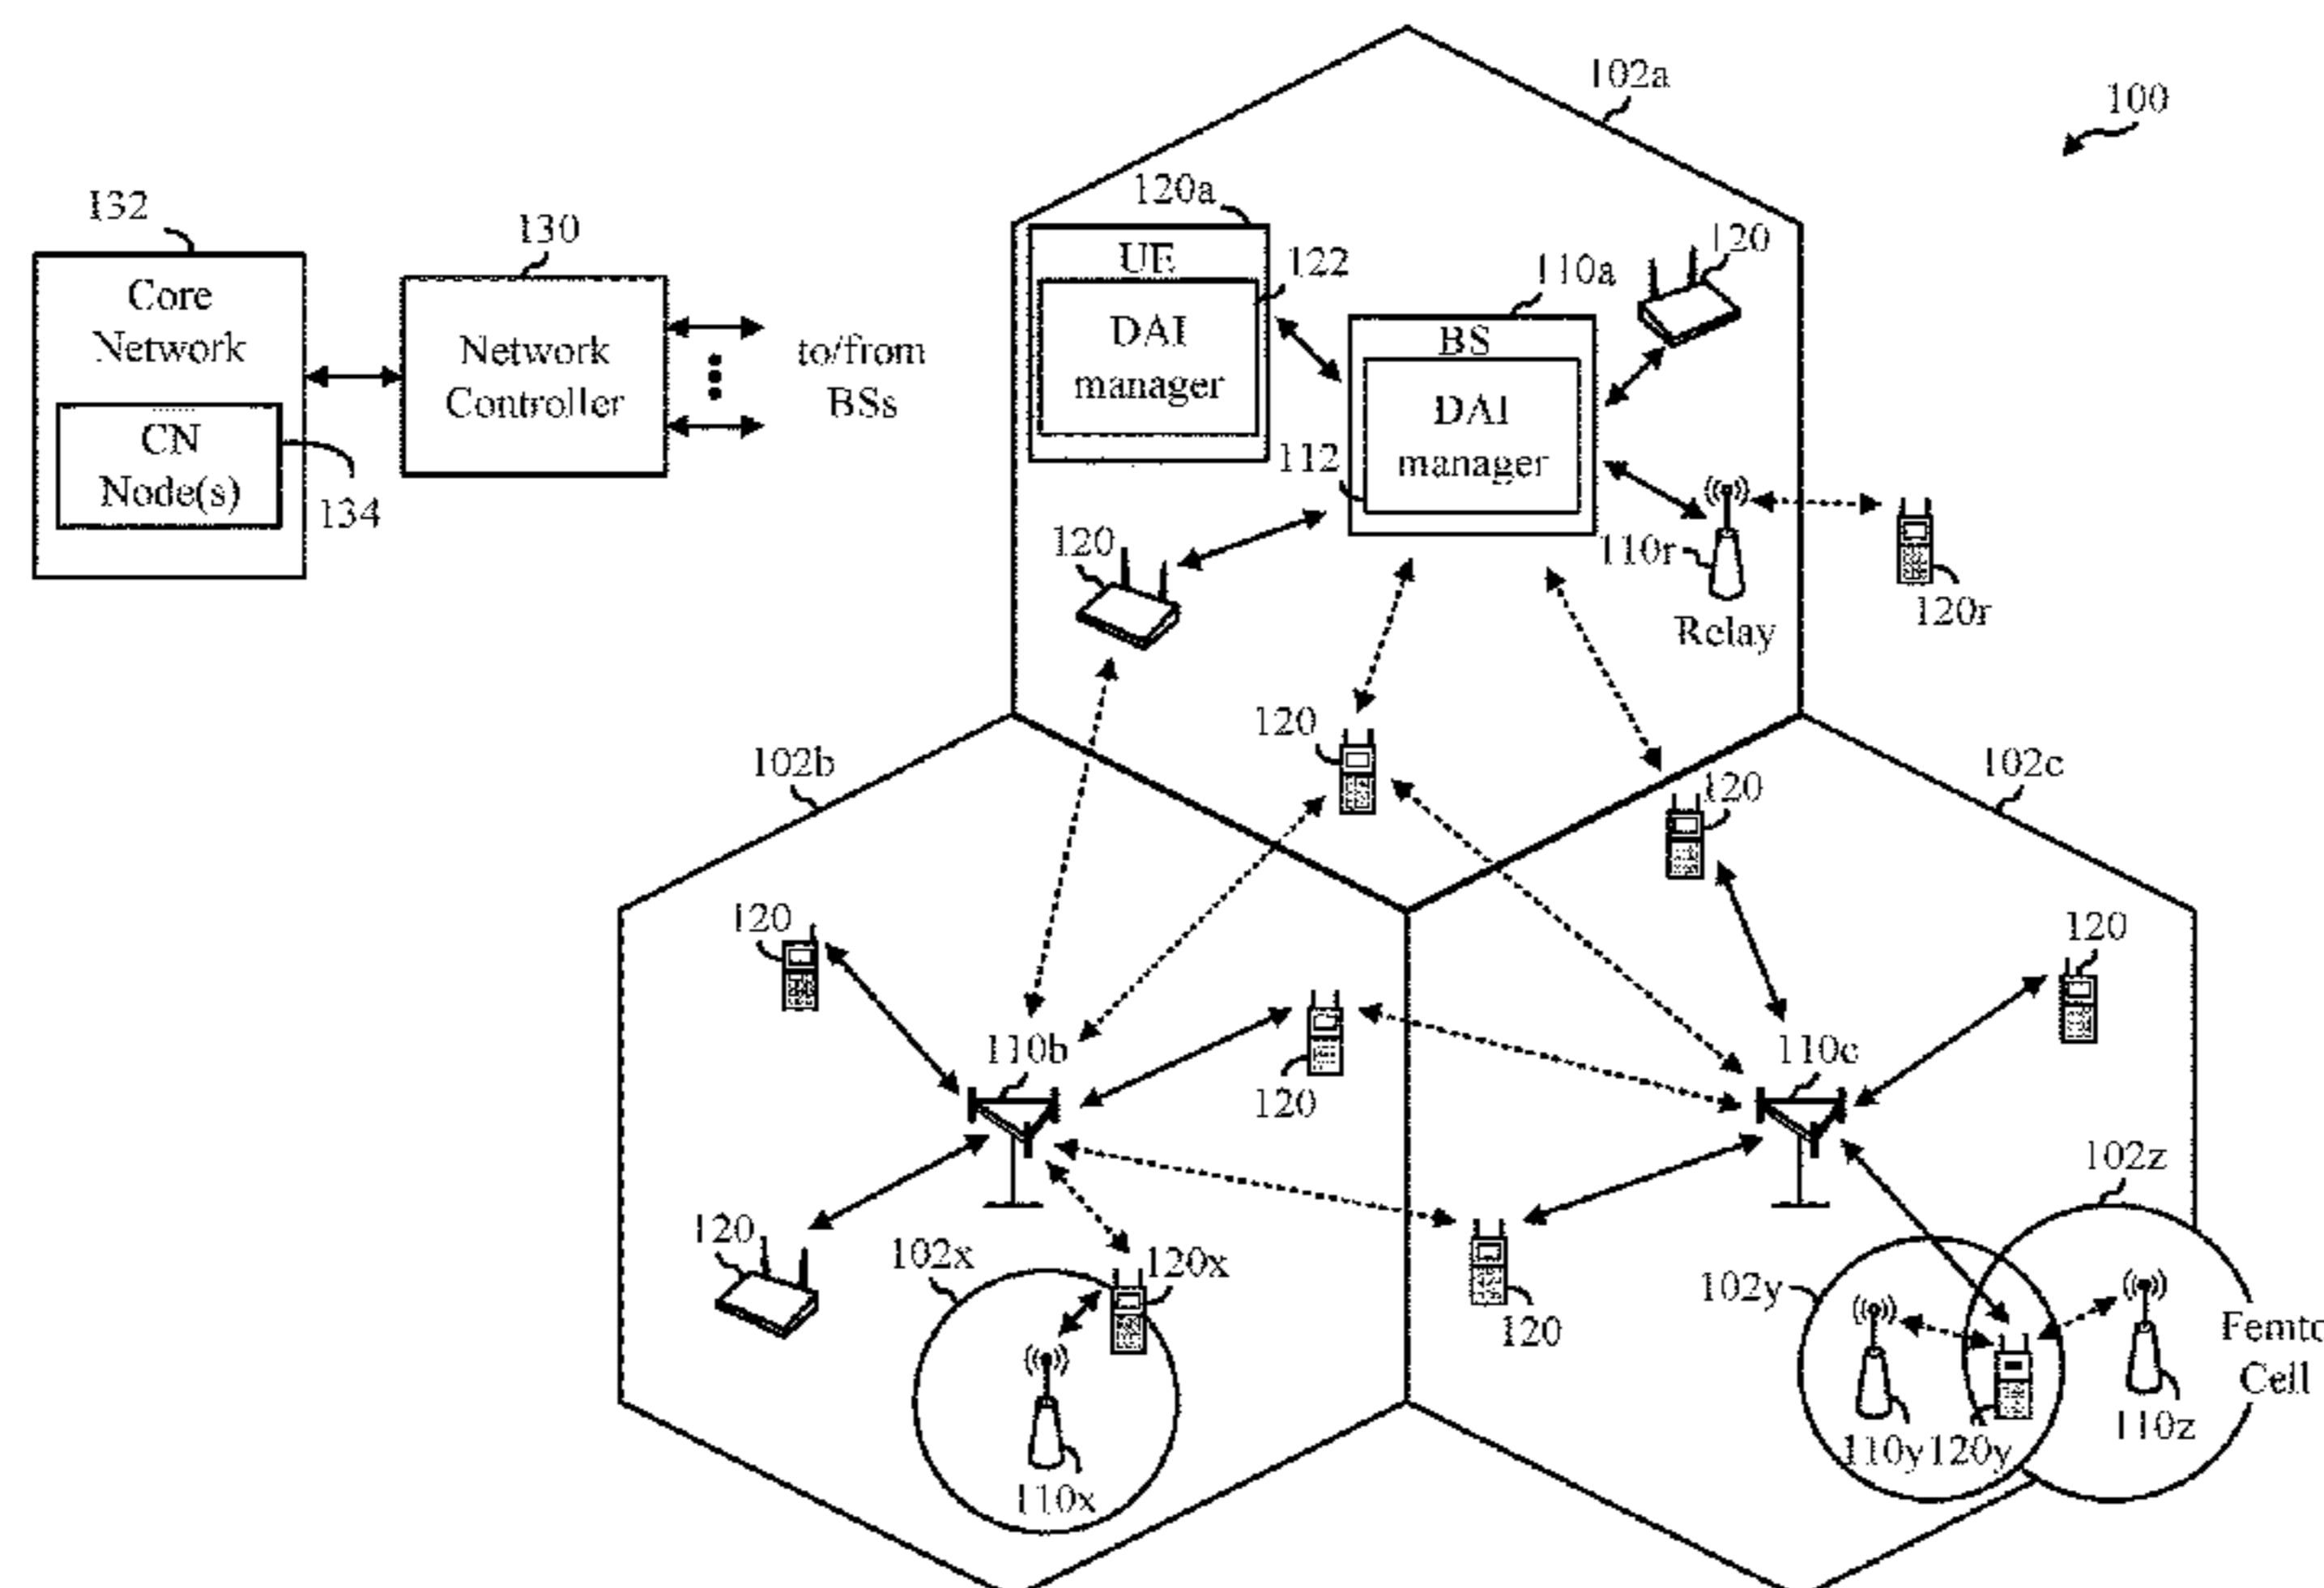 102a
100
132
120a
130
UE
122
120
110a
Core
Network
DAI
manager
BS
Network
Controller
to/from
BSs
DAI
manager
CN
Node(s)
112
134
120
110r
120r
Relay
120
102b
102c
120
120
120
110b
110c
120
102z
120
102x
120x
102y
120
Femto
Cell
110y
120y
110z
110x